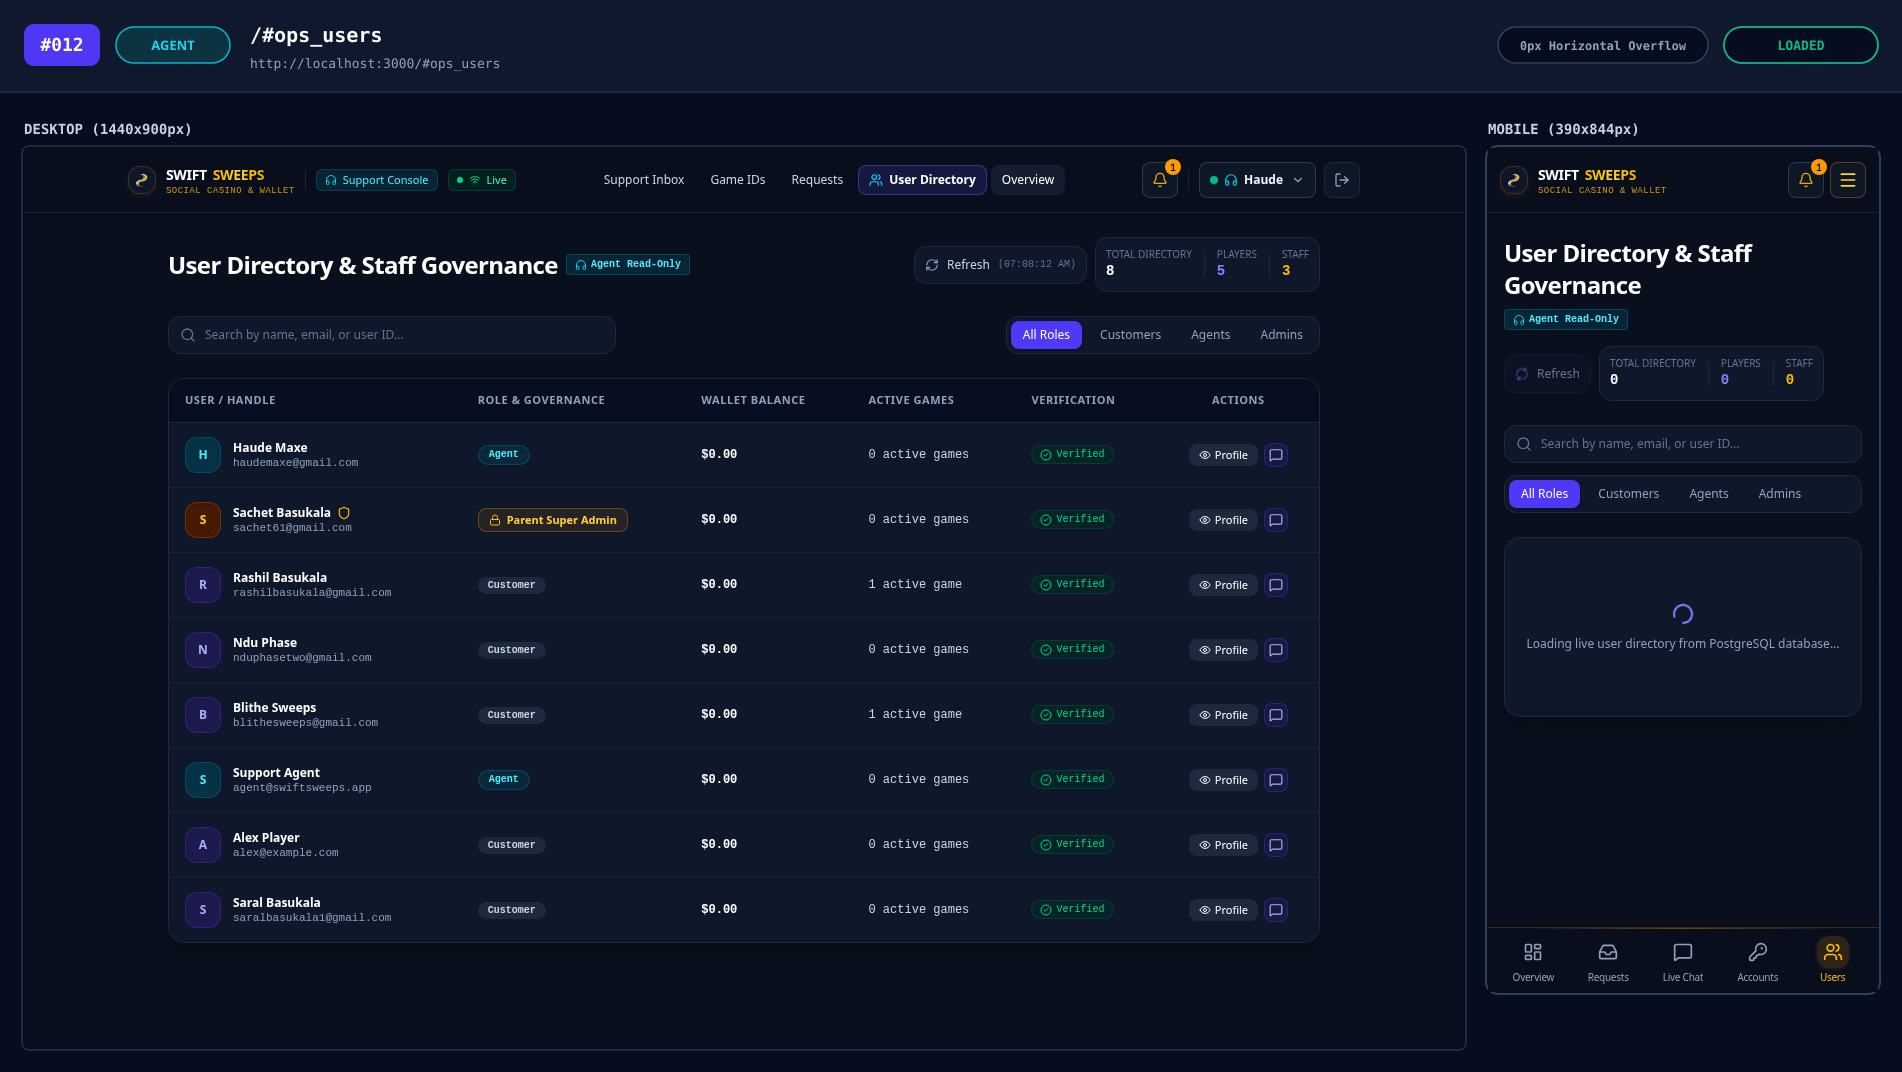 #012
AGENT
/#ops_users
http://localhost:3000/#ops_users
0px Horizontal Overflow
LOADED
DESKTOP (1440x900px)
SWIFT SWEEPS
SOCIAL CASINO & WALLET
Support Console
Live
Support Inbox
Game IDs
Requests
User Directory
Overview
1
Haude
User Directory & Staff Governance
Agent Read-Only
Refresh (07:08:12 AM)
TOTAL DIRECTORY
8
PLAYERS
5
STAFF
3
Search by name, email, or user ID...
All Roles
Customers
Agents
Admins
USER / HANDLE ROLE & GOVERNANCE WALLET BALANCE ACTIVE GAMES VERIFICATION ACTIONS
H
Haude Maxe
haudemaxe@gmail.com
Agent
$0.00
0 active games
Verified
Profile
S
Sachet Basukala
sachet61@gmail.com
Parent Super Admin
$0.00
0 active games
Verified
Profile
R
Rashil Basukala
rashilbasukala@gmail.com
Customer
$0.00
1 active game
Verified
Profile
N
Ndu Phase
nduphasetwo@gmail.com
Customer
$0.00
0 active games
Verified
Profile
B
Blithe Sweeps
blithesweeps@gmail.com
Customer
$0.00
1 active game
Verified
Profile
S
Support Agent
agent@swiftsweeps.app
Agent
$0.00
0 active games
Verified
Profile
A
Alex Player
alex@example.com
Customer
$0.00
0 active games
Verified
Profile
S
Saral Basukala
saralbasukala1@gmail.com
Customer
$0.00
0 active games
Verified
Profile
MOBILE (390x844px)
SWIFT SWEEPS
SOCIAL CASINO & WALLET
1
User Directory & Staff
Governance
Agent Read-Only
Refresh
TOTAL DIRECTORY
0
PLAYERS
0
STAFF
0
Search by name, email, or user ID...
All Roles
Customers
Agents
Admins
Loading live user directory from PostgreSQL database...
Overview
Requests
Live Chat
Accounts
Users